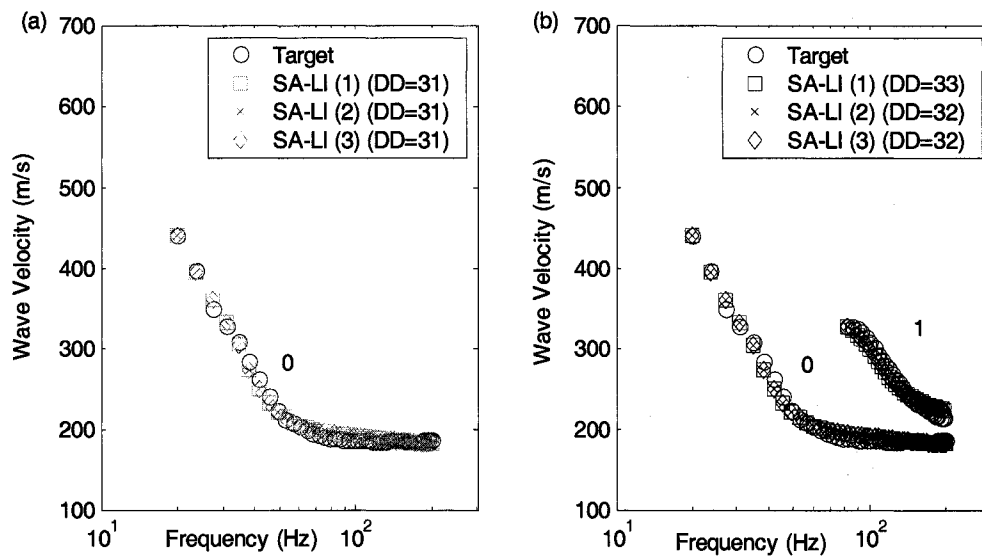 (a)
700
600
500
400
300
200
100
Wave Velocity (m/s)
Target
SA-LI (1) (DD=31)
SA-LI (2) (DD=31)
SA-LI (3) (DD=31)
0
10^1
10^2
Frequency (Hz)
(b)
700
600
500
400
300
200
100
Wave Velocity (m/s)
Target
SA-LI (1) (DD=33)
SA-LI (2) (DD=32)
SA-LI (3) (DD=32)
1
0
10^1
10^2
Frequency (Hz)